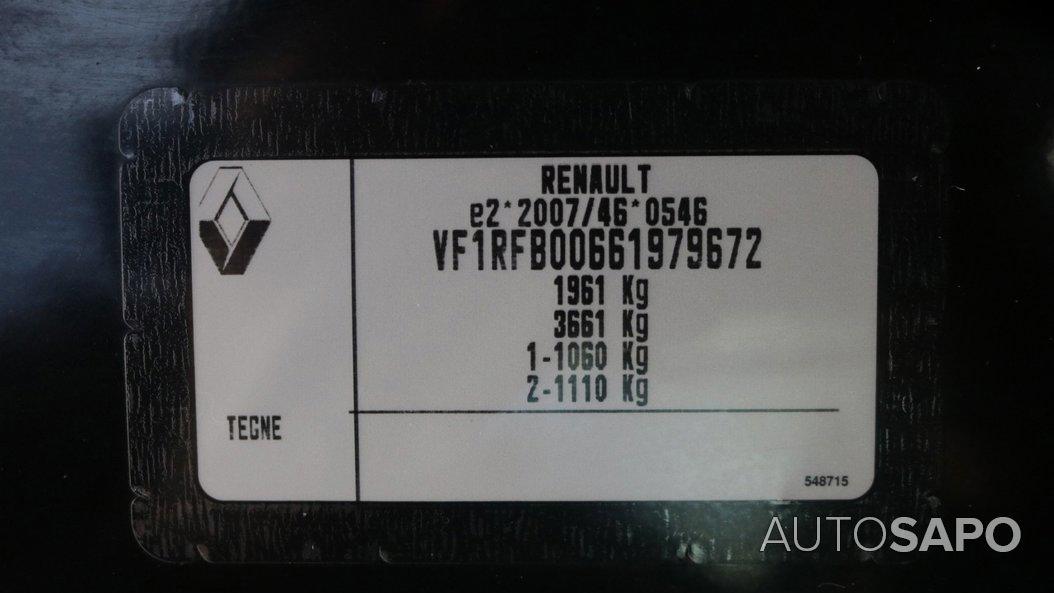 RENAULT
e2*2007/46*0546
VF1RFB00661979672
1961 Kg
3661 Kg
1-1060 Kg
2-1110 Kg
TEGNE
548715
AUTOSAPO